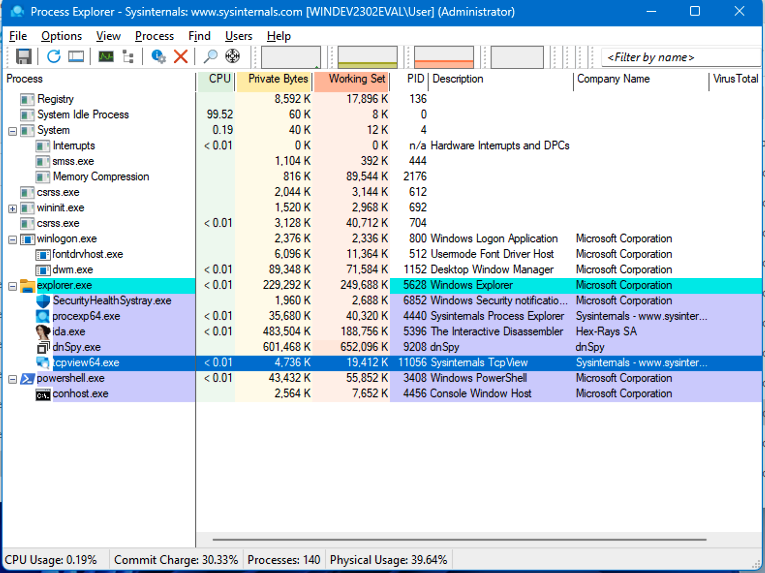 Process Explorer - Sysinternals: www.sysinternals.com [WINDEV2302EVAL\User] (Administrator)
File Options View Process Find Users Help
<Filter by name>
Process CPU Private Bytes Working Set PID Description Company Name VirusTotal
Registry 8,592 K 17,896 K 136
System Idle Process 99.52 60 K 8 K 0
System 0.19 40 K 12 K 4
Interrupts < 0.01 0 K 0 K n/a Hardware Interrupts and DPCs
smss.exe 1,104 K 392 K 444
Memory Compression 816 K 89,544 K 2176
csrss.exe 2,044 K 3,144 K 612
wininit.exe 1,520 K 2,968 K 692
csrss.exe < 0.01 3,128 K 40,712 K 704
winlogon.exe 2,376 K 2,336 K 800 Windows Logon Application Microsoft Corporation
fontdrvhost.exe 6,096 K 11,364 K 512 Usermode Font Driver Host Microsoft Corporation
dwm.exe < 0.01 89,348 K 71,584 K 1152 Desktop Window Manager Microsoft Corporation
explorer.exe < 0.01 229,292 K 249,688 K 5628 Windows Explorer Microsoft Corporation
SecurityHealthSystray.exe 1,960 K 2,688 K 6852 Windows Security notificatio... Microsoft Corporation
procexp64.exe < 0.01 35,680 K 40,320 K 4440 Sysinternals Process Explorer Sysinternals - www.sysinter...
ida.exe < 0.01 483,504 K 188,756 K 5396 The Interactive Disassembler Hex-Rays SA
dnSpy.exe 601,468 K 652,096 K 9208 dnSpy
tcpview64.exe < 0.01 4,736 K 19,412 K 11056 Sysinternals TcpView Sysinternals - www.sysinter...
powershell.exe < 0.01 43,432 K 55,852 K 3408 Windows PowerShell Microsoft Corporation
conhost.exe 2,564 K 7,652 K 4456 Console Window Host Microsoft Corporation
CPU Usage: 0.19% Commit Charge: 30.33% Processes: 140 Physical Usage: 39.64%